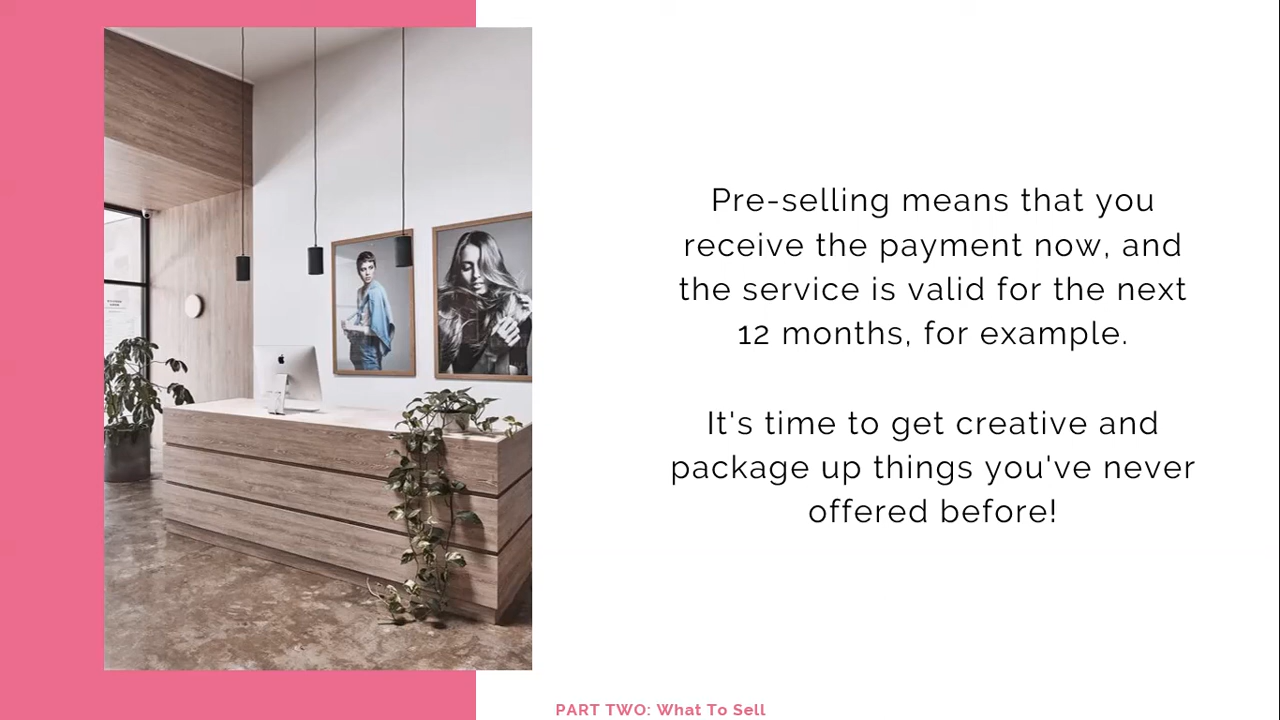 Pre-selling means that you
receive the payment now, and
the service is valid for the next
12 months, for example.
It's time to get creative and
package up things you've never
offered before!
PART TWO: What To Sell